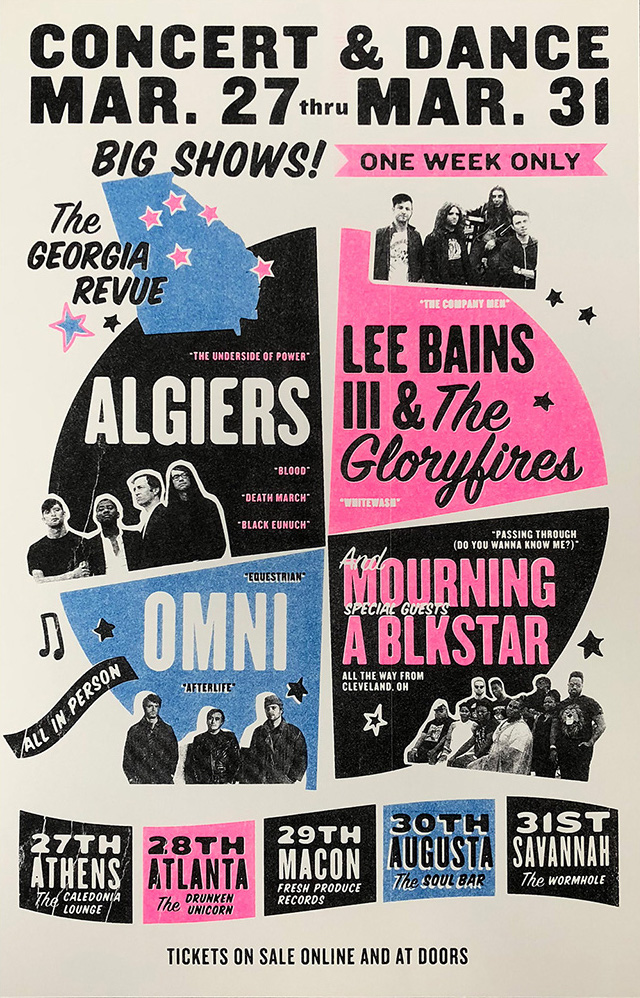 CONCERT & DANCE
MAR. 27 thru MAR. 31
BIG SHOWS!
ONE WEEK ONLY
The
GEORGIA
REVUE
"THE UNDERSIDE OF POWER"
ALGIERS
"BLOOD"
"DEATH MARCH"
"BLACK EUNUCH"
"THE COMPANY MEN"
LEE BAINS
III & The
Gloryfires
"WHITEWASH"
"EQUESTRIAN"
OMNI
"AFTERLIFE"
ALL IN PERSON
"PASSING THROUGH
(DO YOU WANNA KNOW ME?)"
And
MOURNING
SPECIAL GUESTS
A BLKSTAR
ALL THE WAY FROM
CLEVELAND, OH
27TH
ATHENS
The CALEDONIA
LOUNGE
28TH
ATLANTA
The DRUNKEN
UNICORN
29TH
MACON
FRESH PRODUCE
RECORDS
30TH
AUGUSTA
The SOUL BAR
31ST
SAVANNAH
The WORMHOLE
TICKETS ON SALE ONLINE AND AT DOORS